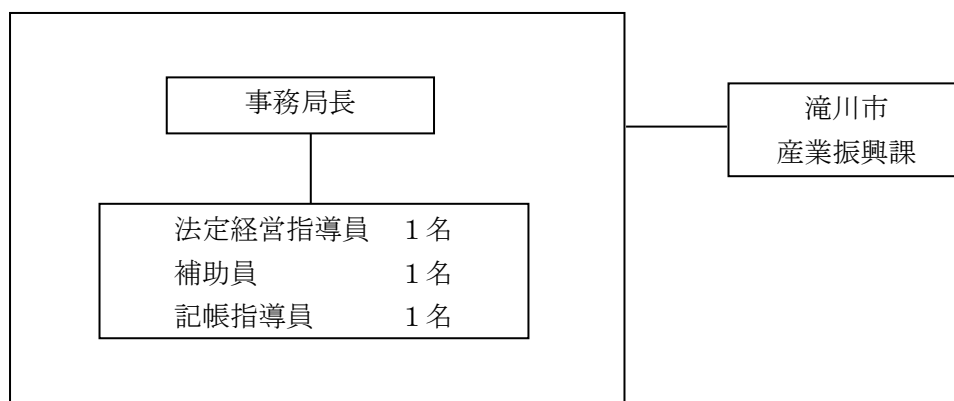 事務局長
滝川市
産業振興課
法定経営指導員　１名
補助員　　　　　１名
記帳指導員　　　１名